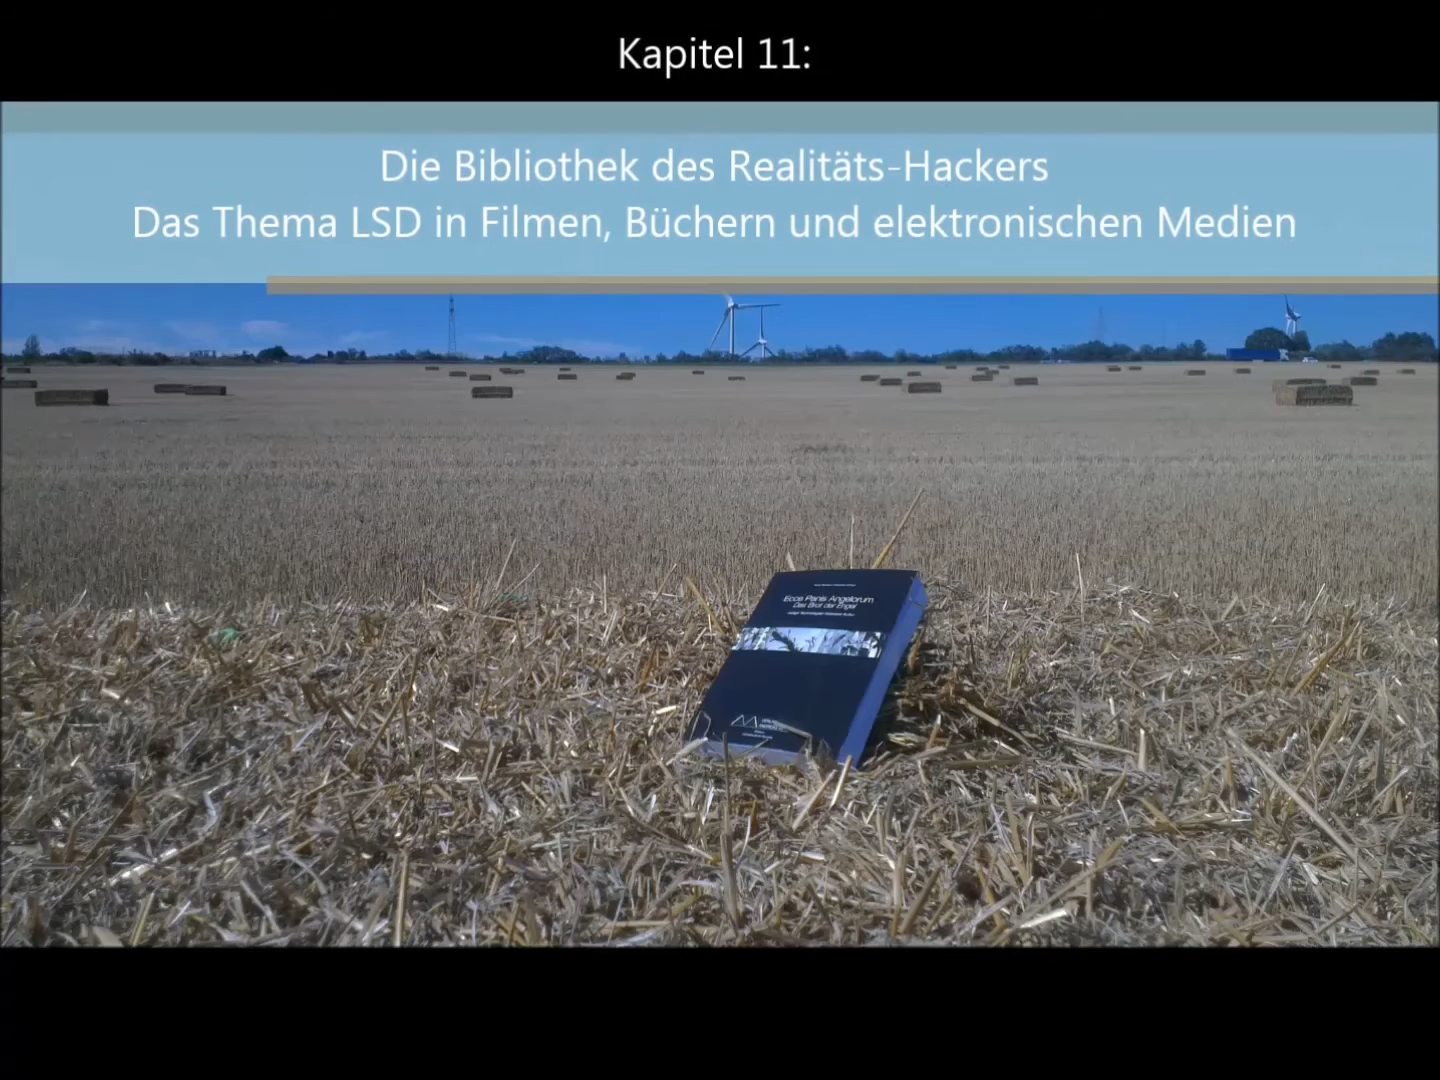 Kapitel 11:
Die Bibliothek des Realitäts-Hackers
Das Thema LSD in Filmen, Büchern und elektronischen Medien
Ecce Panis Angelorum
Das Brot der Engel